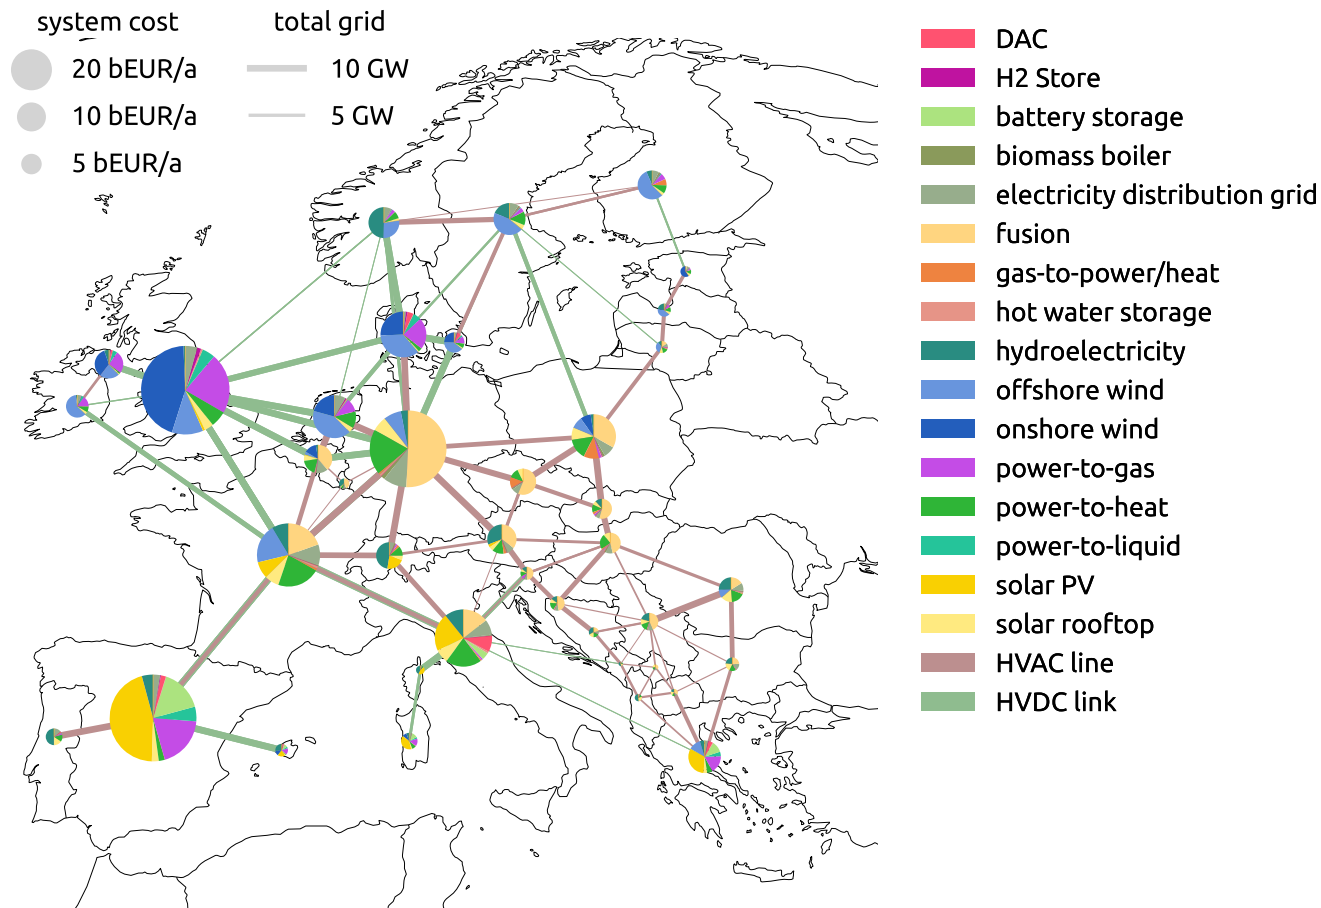 system cost
20 bEUR/a
10 bEUR/a
5 bEUR/a
total grid
10 GW
5 GW
DAC
H2 Store
battery storage
biomass boiler
electricity distribution grid
fusion
gas-to-power/heat
hot water storage
hydroelectricity
offshore wind
onshore wind
power-to-gas
power-to-heat
power-to-liquid
solar PV
solar rooftop
HVAC line
HVDC link